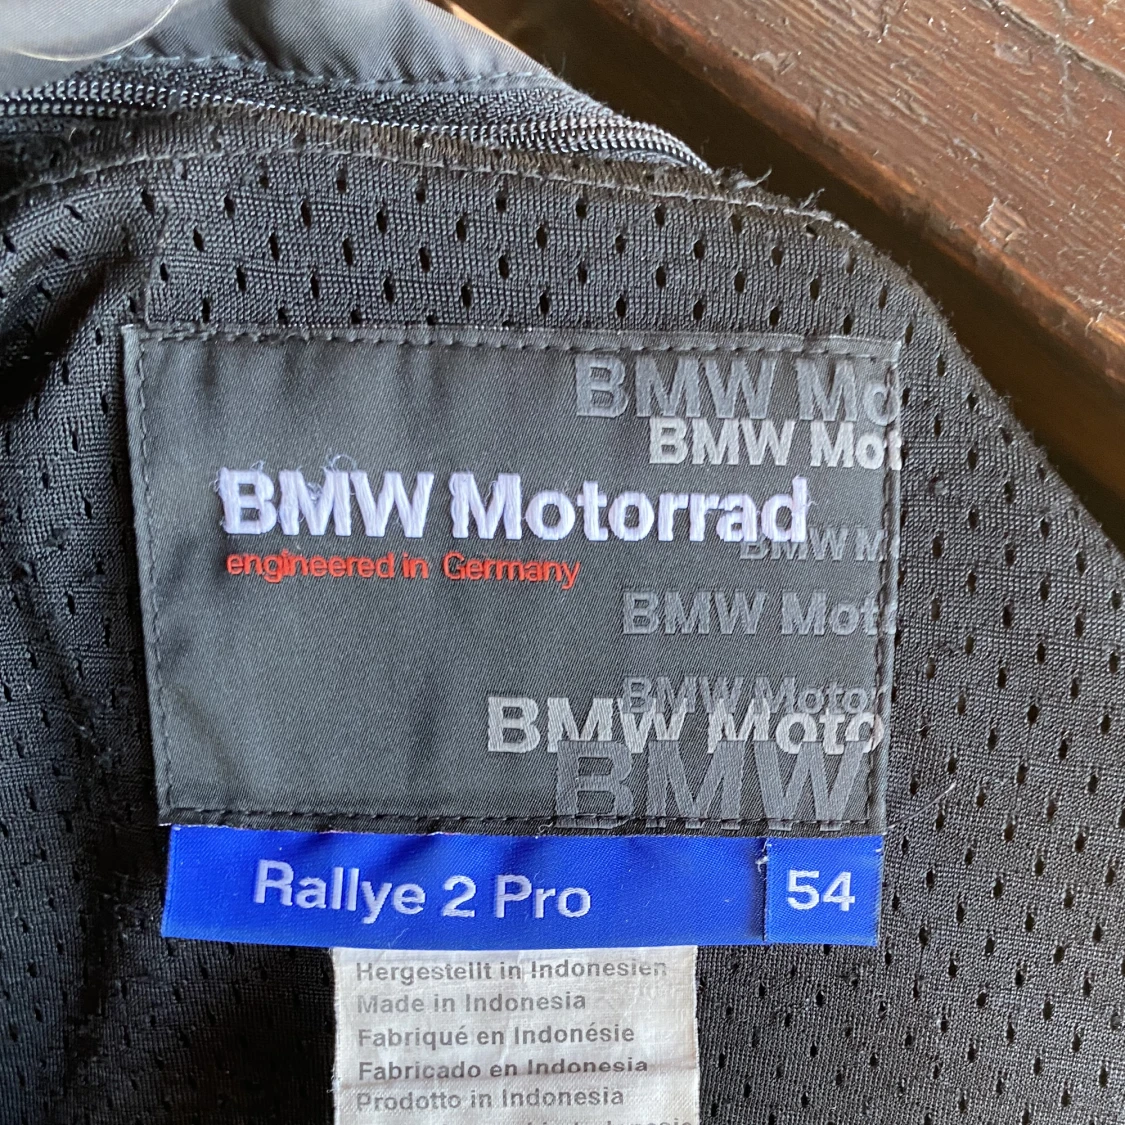 BMW Mo
BMW Mot
BMW Motorrad
BMW M
engineered in Germany
BMW Mot
BMW Motor
BMW Moto
BMW
Rallye 2 Pro 54
Hergestellt in Indonesien
Made in Indonesia
Fabriqué en Indonésie
Fabricado en Indonesia
Prodotto in Indonesia